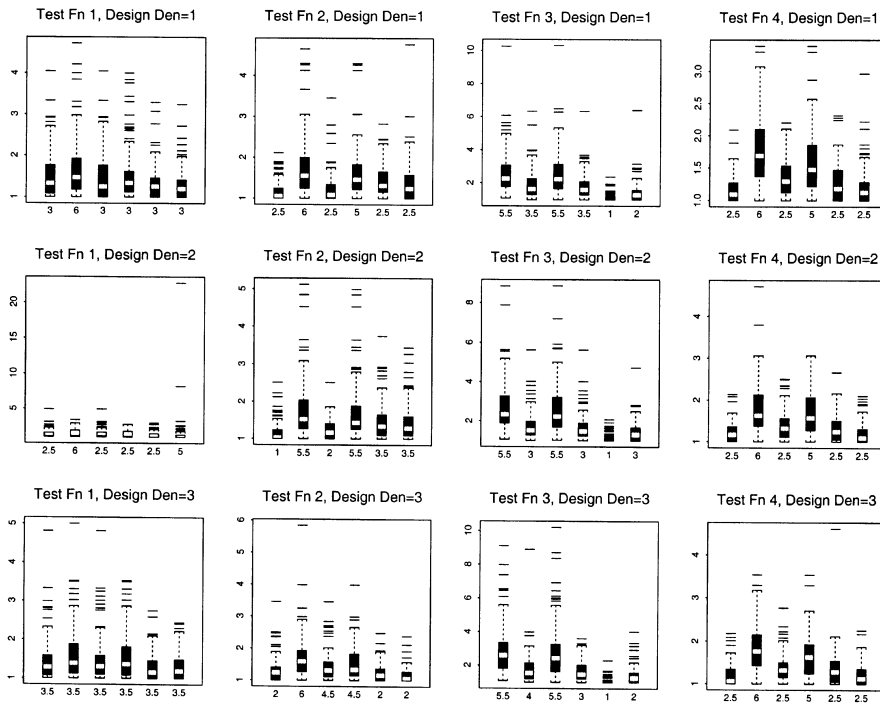 Test Fn 1, Design Den=1
4
3
2
1
3 6 3 3 3 3
Test Fn 2, Design Den=1
4
3
2
1
2.5 6 2.5 5 2.5 2.5
Test Fn 3, Design Den=1
10
8
6
4
2
5.5 3.5 5.5 3.5 1 2
Test Fn 4, Design Den=1
3.0
2.5
2.0
1.5
1.0
2.5 6 2.5 5 2.5 2.5
Test Fn 1, Design Den=2
20
15
10
5
2.5 6 2.5 2.5 2.5 5
Test Fn 2, Design Den=2
5
4
3
2
1
1 5.5 2 5.5 3.5 3.5
Test Fn 3, Design Den=2
8
6
4
2
5.5 3 5.5 3 1 3
Test Fn 4, Design Den=2
4
3
2
1
2.5 6 2.5 5 2.5 2.5
Test Fn 1, Design Den=3
5
4
3
2
1
3.5 3.5 3.5 3.5 3.5 3.5
Test Fn 2, Design Den=3
6
5
4
3
2
1
2 6 4.5 4.5 2 2
Test Fn 3, Design Den=3
10
8
6
4
2
5.5 4 5.5 3 1 2
Test Fn 4, Design Den=3
4
3
2
1
2.5 6 2.5 5 2.5 2.5